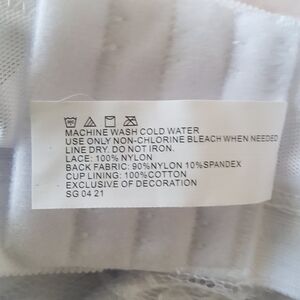 MACHINE WASH COLD WATER
USE ONLY NON-CHLORINE BLEACH WHEN NEEDED
LINE DRY. DO NOT IRON.
LACE: 100% NYLON
BACK FABRIC: 90%NYLON 10%SPANDEX
CUP LINING: 100%COTTON
EXCLUSIVE OF DECORATION
SG 04 21